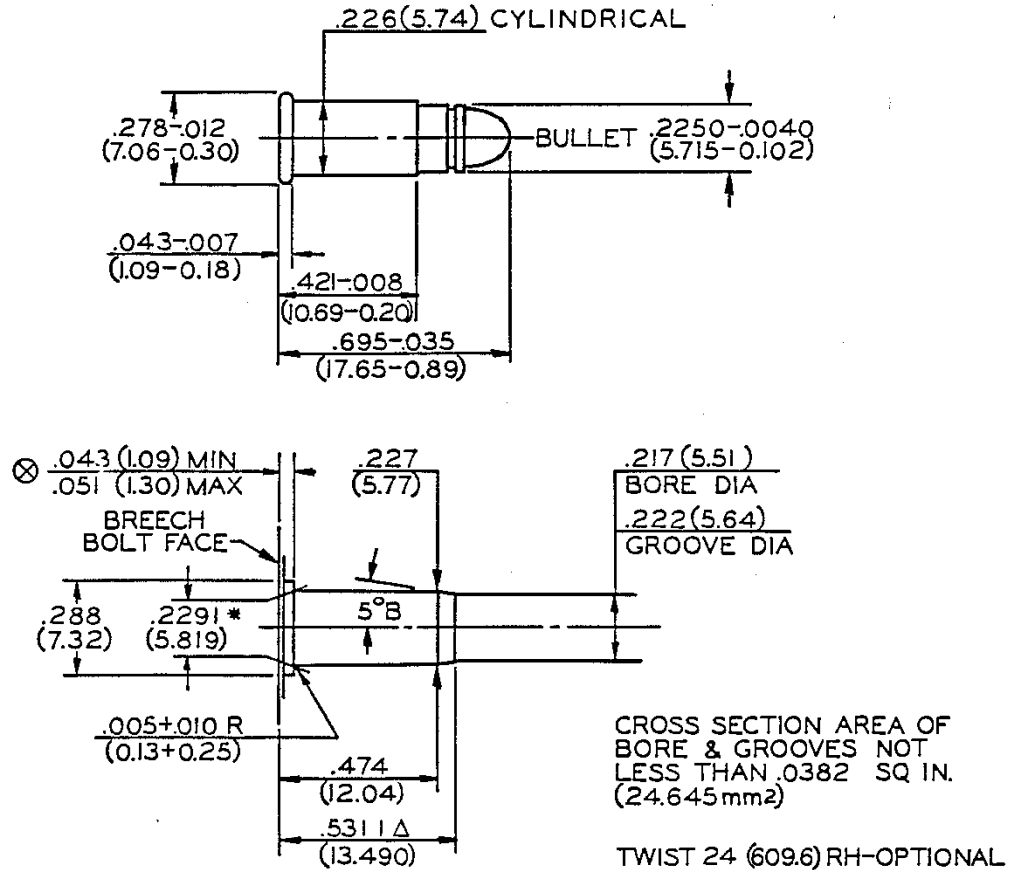 .226(5.74) CYLINDRICAL
.278-.012
(7.06-0.30)
BULLET
.2250-.0040
(5.715-0.102)
.043-.007
(1.09-0.18)
.421-.008
(10.69-0.20)
.695-.035
(17.65-0.89)
⊗ .043 (1.09) MIN
.051 (1.30) MAX
.227
(5.77)
.217 (5.51)
BORE DIA
.222(5.64)
GROOVE DIA
BREECH
BOLT FACE
.288
(7.32)
.2291 *
(5.819)
5°B
.005+.010 R
(0.13+0.25)
.474
(12.04)
.5311 Δ
(13.490)
CROSS SECTION AREA OF
BORE & GROOVES NOT
LESS THAN .0382 SQ IN.
(24.645mm2)
TWIST 24 (609.6) RH-OPTIONAL